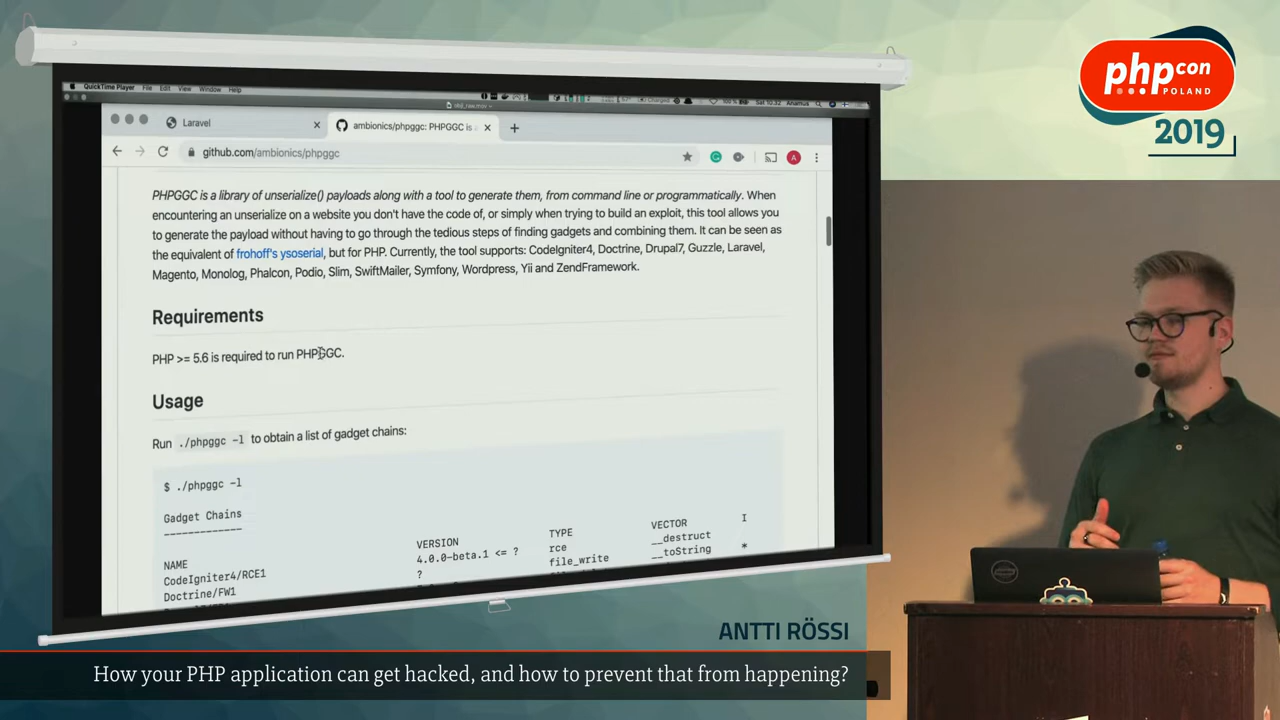 QuickTime Player File Edit View Window Help
Laravel
ambionics/phpggc: PHPGGC is
github.com/ambionics/phpggc
A
PHPGGC is a library of unserialize() payloads along with a tool to generate them, from command line or programmatically. When
encountering an unserialize on a website you don't have the code of, or simply when trying to build an exploit, this tool allows you
to generate the payload without having to go through the tedious steps of finding gadgets and combining them. It can be seen as
the equivalent of frohoff's ysoserial, but for PHP. Currently, the tool supports: CodeIgniter4, Doctrine, Drupal7, Guzzle, Laravel,
Magento, Monolog, Phalcon, Podio, Slim, SwiftMailer, Symfony, Wordpress, Yii and ZendFramework.
Requirements
PHP >= 5.6 is required to run PHPGGC.
Usage
Run ./phpggc -l to obtain a list of gadget chains:
$ ./phpggc -l
Gadget Chains
-------------
NAME VERSION TYPE VECTOR I
CodeIgniter4/RCE1 4.0.0-beta.1 <= ? rce __destruct
Doctrine/FW1 ? file_write __toString *
phpcon
POLAND
2019
ANTTI RÖSSI
How your PHP application can get hacked, and how to prevent that from happening?